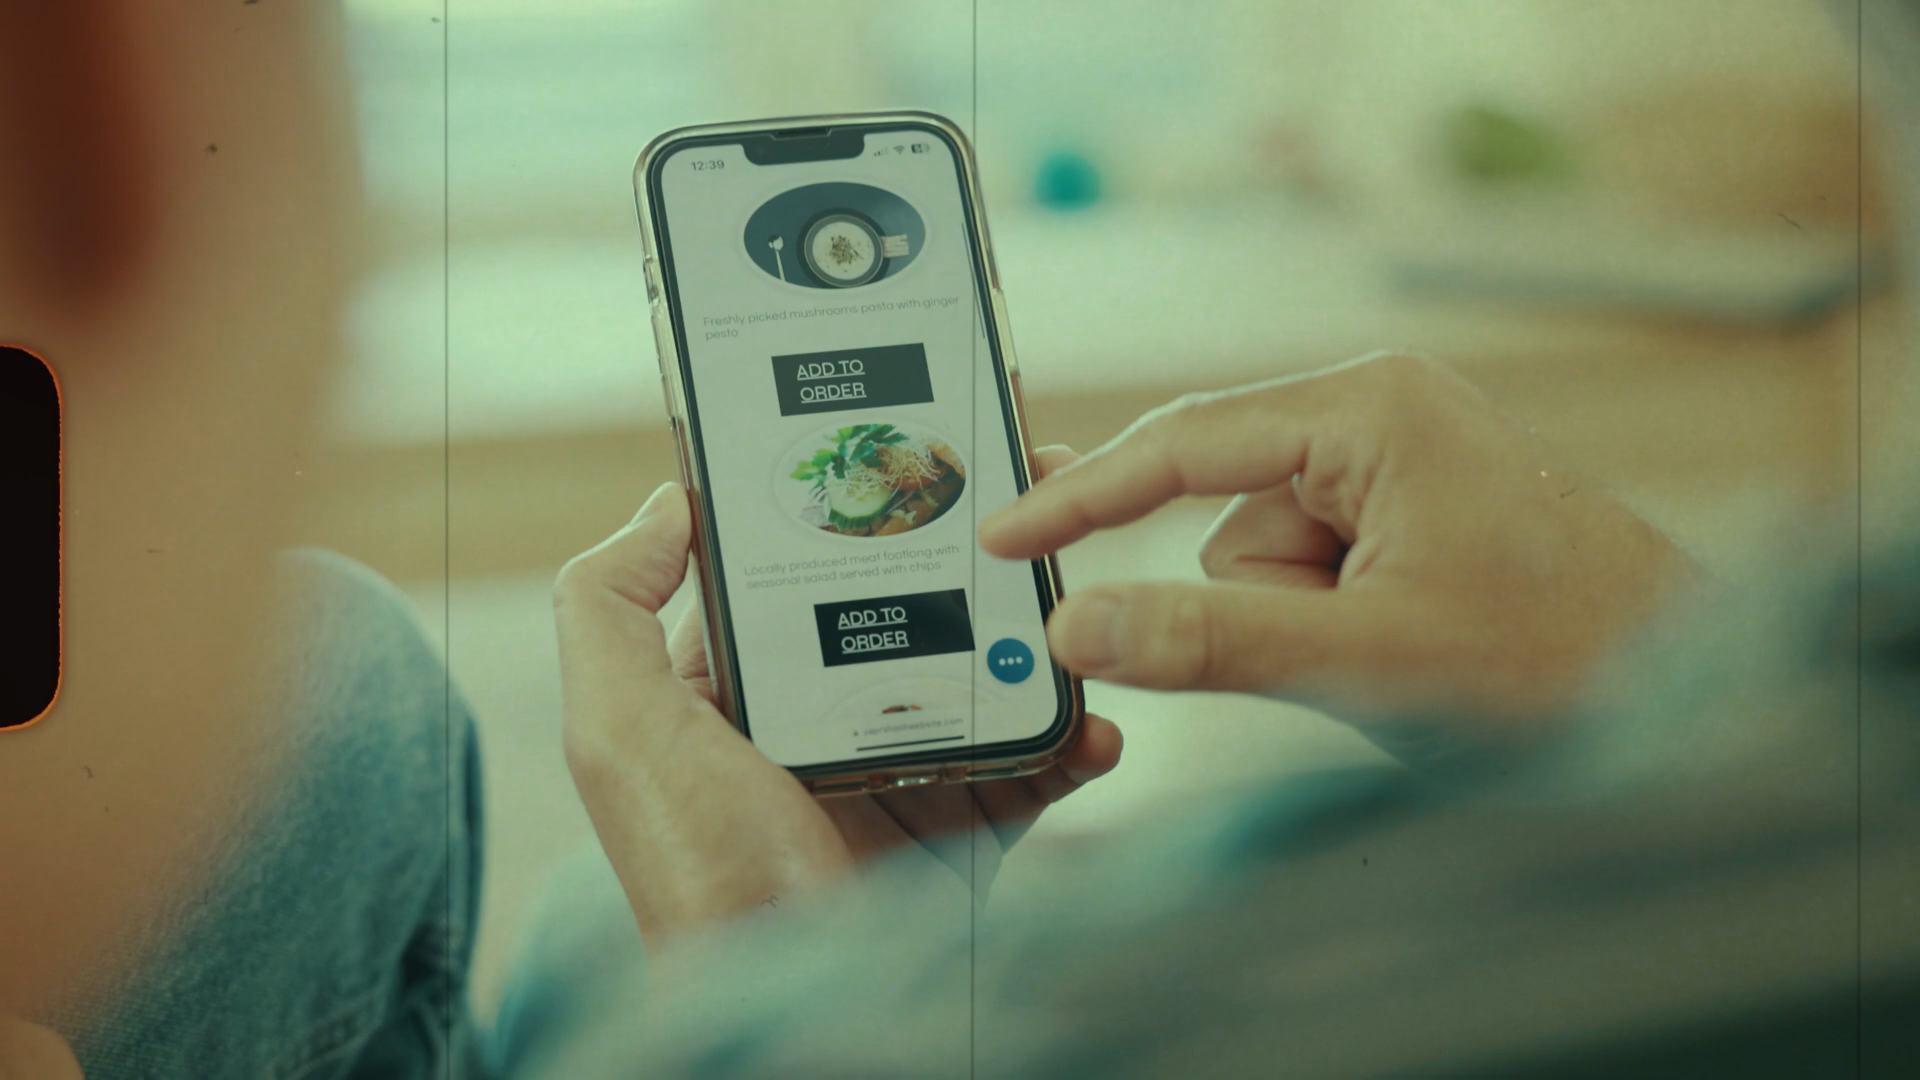 12:39
Freshly picked mushrooms pasta with ginger
pesto
ADD TO
ORDER
Locally produced meat footlong with
seasonal salad served with chips
ADD TO
ORDER